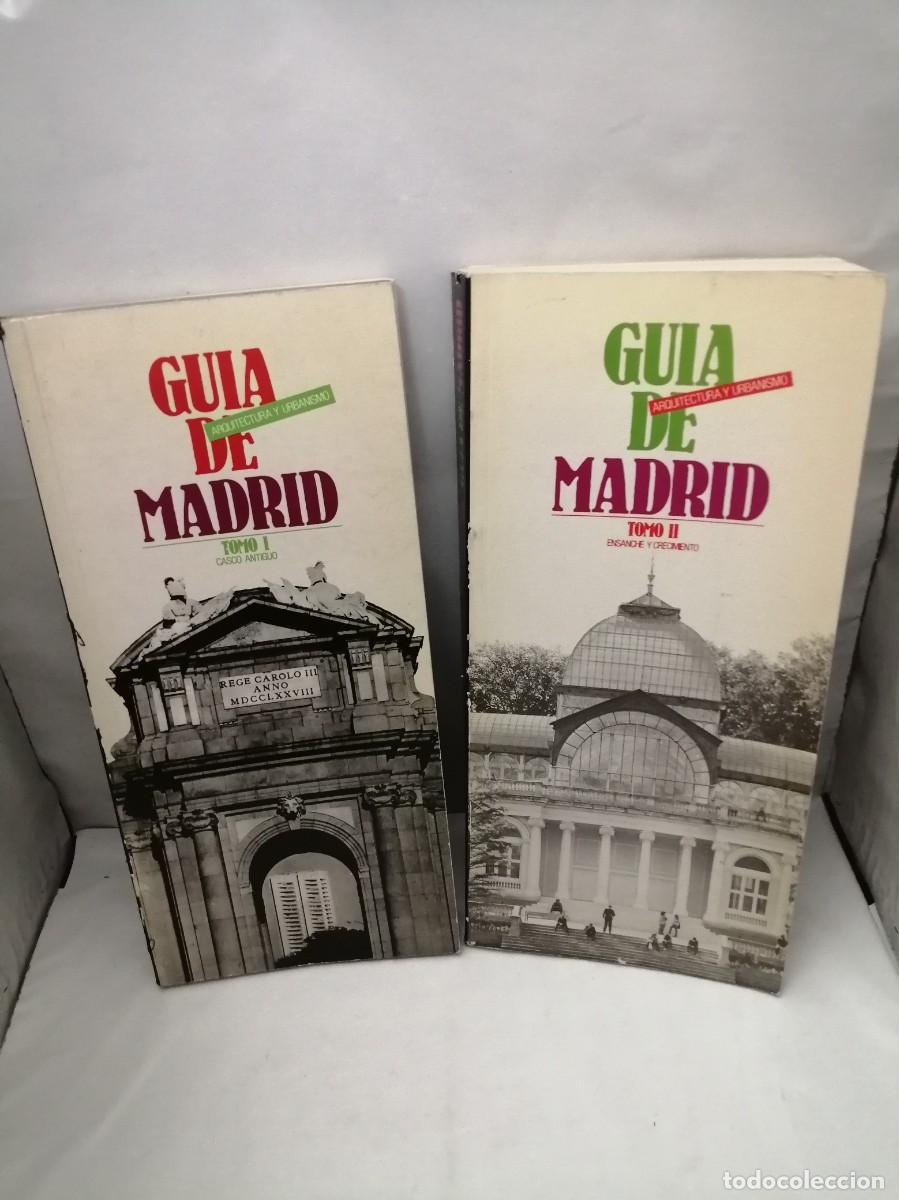 GUIA
ARQUITECTURA Y URBANISMO
DE
MADRID
TOMO I
CASCO ANTIGUO
REGE CAROLO III
ANNO
MDCCLXXVIII
GUIA
ARQUITECTURA Y URBANISMO
DE
MADRID
TOMO II
ENSANCHE Y CRECIMIENTO
todocoleccion